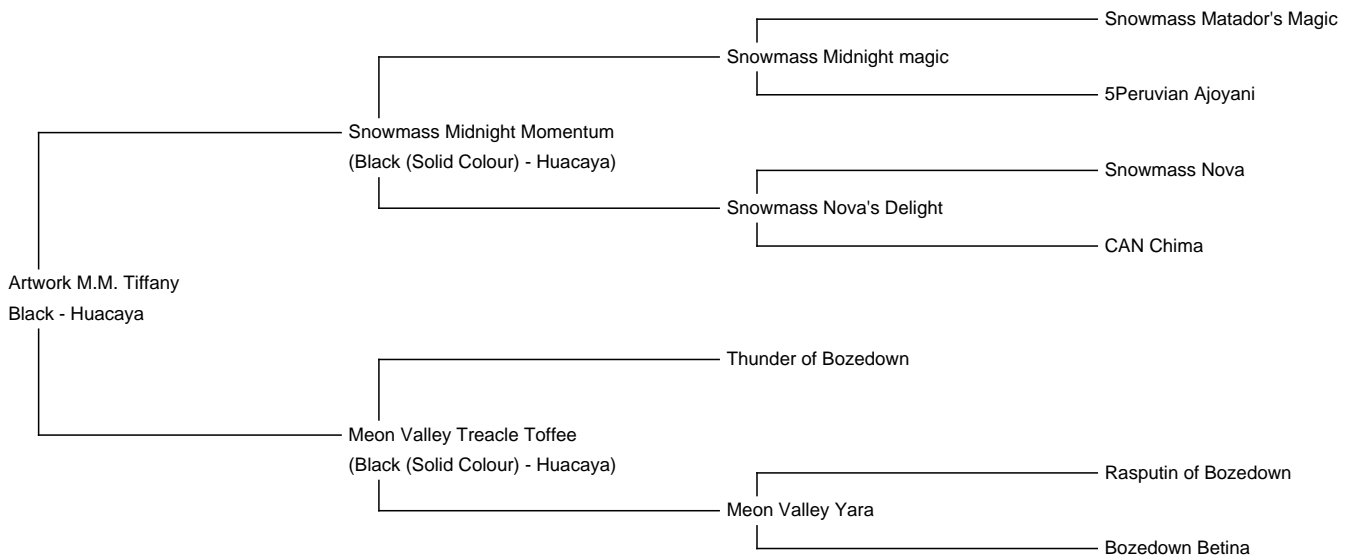 Snowmass Matador's Magic
Snowmass Midnight magic
5Peruvian Ajoyani
Snowmass Midnight Momentum
(Black (Solid Colour) - Huacaya)
Snowmass Nova
Snowmass Nova's Delight
CAN Chima
Artwork M.M. Tiffany
Black - Huacaya
Thunder of Bozedown
Meon Valley Treacle Toffee
(Black (Solid Colour) - Huacaya)
Rasputin of Bozedown
Meon Valley Yara
Bozedown Betina